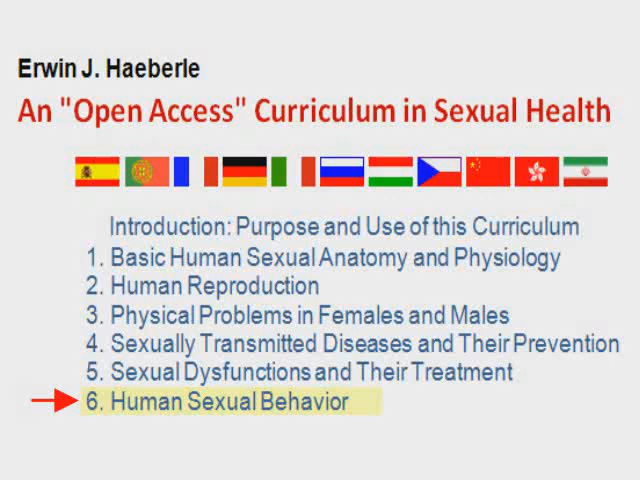 Erwin J. Haeberle
An "Open Access" Curriculum in Sexual Health
Introduction: Purpose and Use of this Curriculum
1. Basic Human Sexual Anatomy and Physiology
2. Human Reproduction
3. Physical Problems in Females and Males
4. Sexually Transmitted Diseases and Their Prevention
5. Sexual Dysfunctions and Their Treatment
6. Human Sexual Behavior